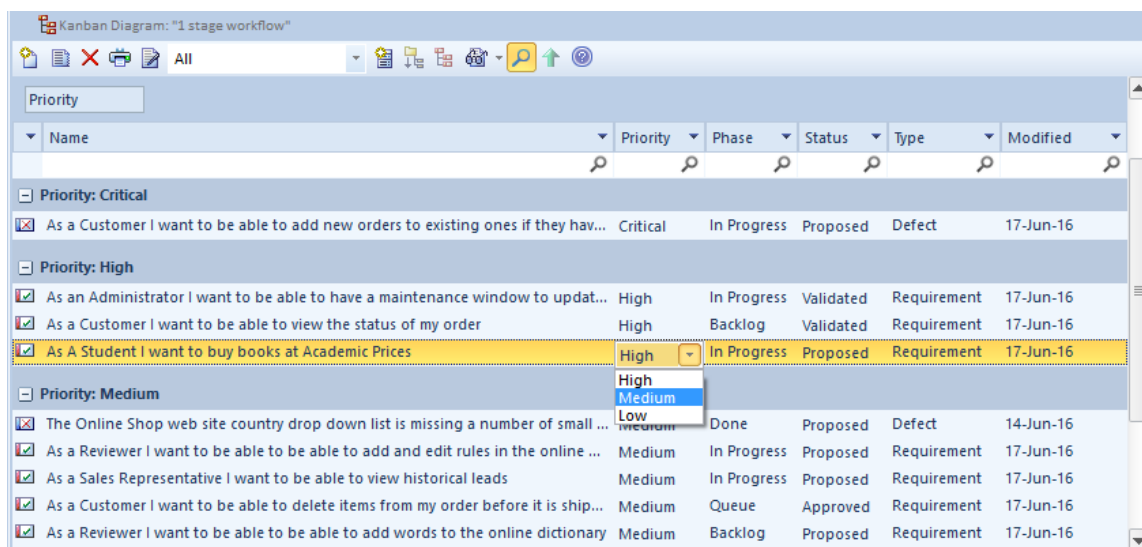 Kanban Diagram: "1 stage workflow"
All
Priority
Name Priority Phase Status Type Modified
Priority: Critical
As a Customer I want to be able to add new orders to existing ones if they hav... Critical In Progress Proposed Defect 17-Jun-16
Priority: High
As an Administrator I want to be able to have a maintenance window to updat... High In Progress Validated Requirement 17-Jun-16
As a Customer I want to be able to view the status of my order High Backlog Validated Requirement 17-Jun-16
As A Student I want to buy books at Academic Prices High In Progress Proposed Requirement 17-Jun-16
High
Priority: Medium Medium
Low
The Online Shop web site country drop down list is missing a number of small ... Medium Done Proposed Defect 14-Jun-16
As a Reviewer I want to be able to be able to add and edit rules in the online ... Medium In Progress Proposed Requirement 17-Jun-16
As a Sales Representative I want to be able to view historical leads Medium In Progress Proposed Requirement 17-Jun-16
As a Customer I want to be able to delete items from my order before it is ship... Medium Queue Approved Requirement 17-Jun-16
As a Reviewer I want to be able to be able to add words to the online dictionary Medium Backlog Proposed Requirement 17-Jun-16